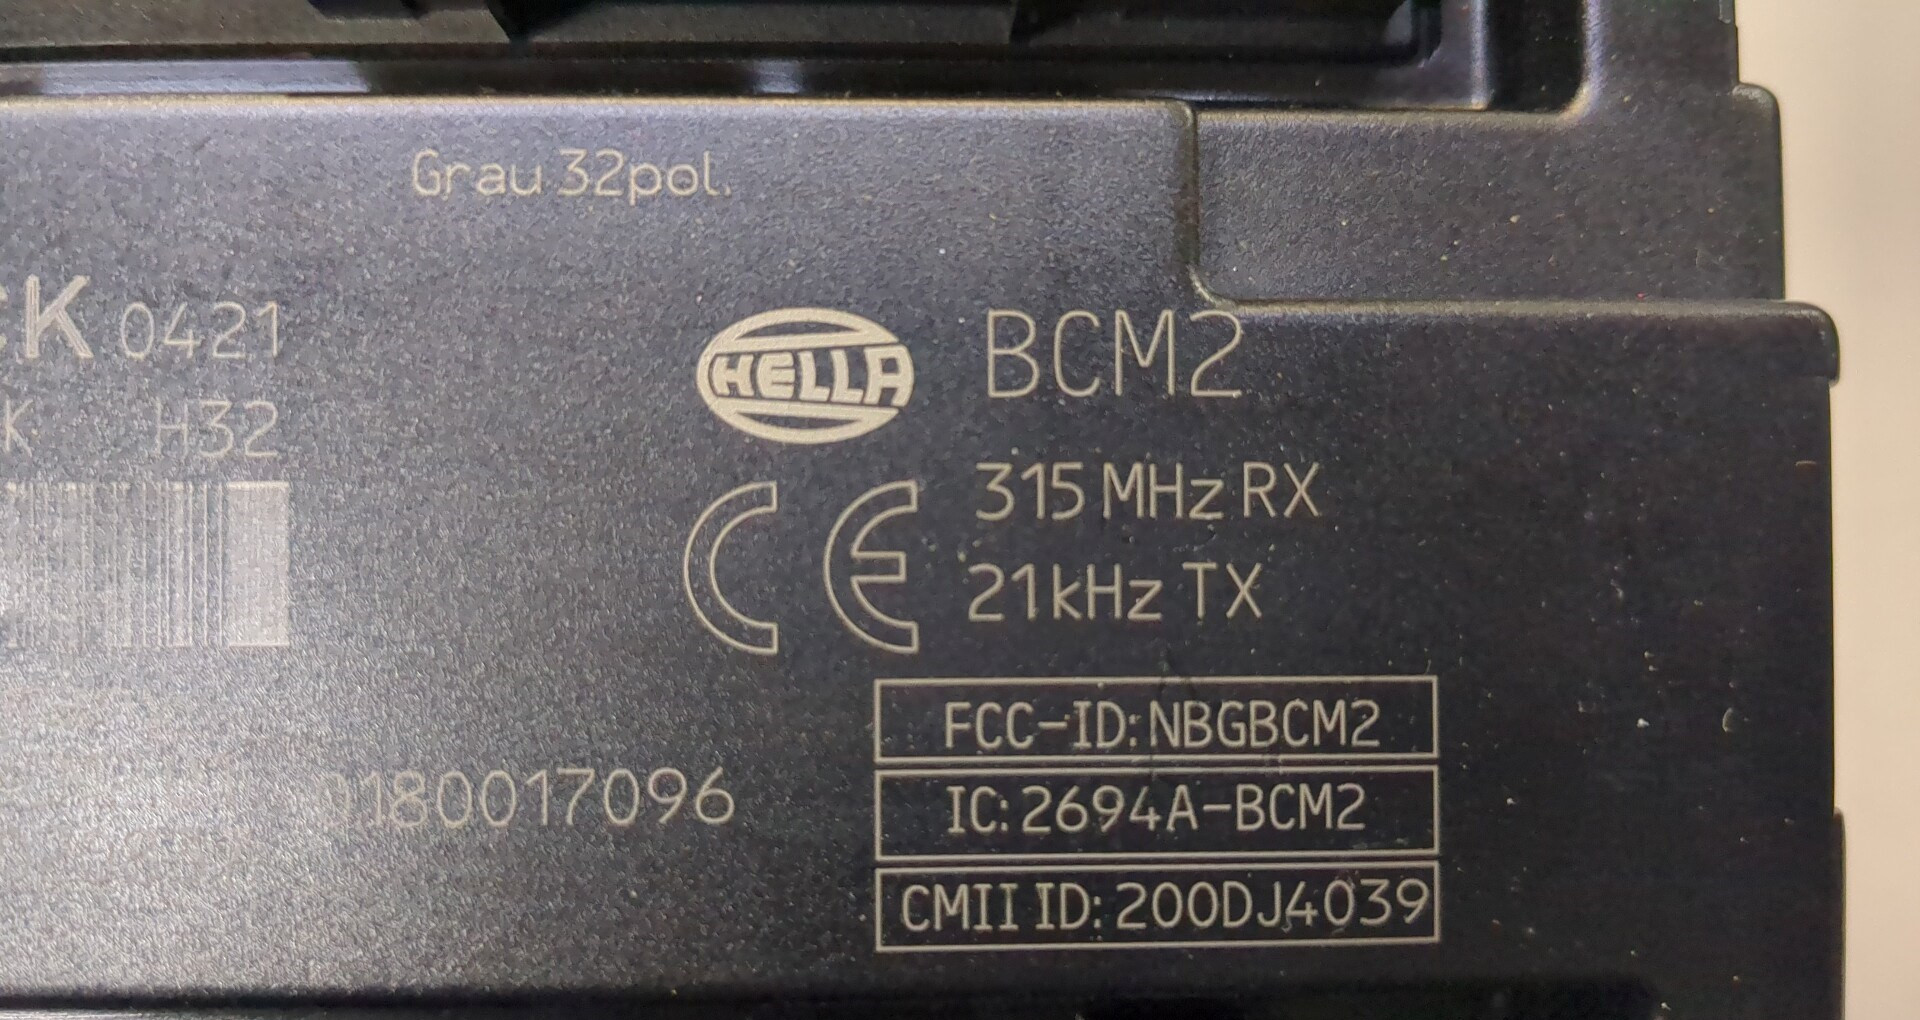 Grau 32pol.
K 0421
HELLA
BCM2
K H32
315 MHz RX
21kHz TX
CE
FCC-ID: NBGBCM2
180017096
IC: 2694A-BCM2
CMII ID: 200DJ4039